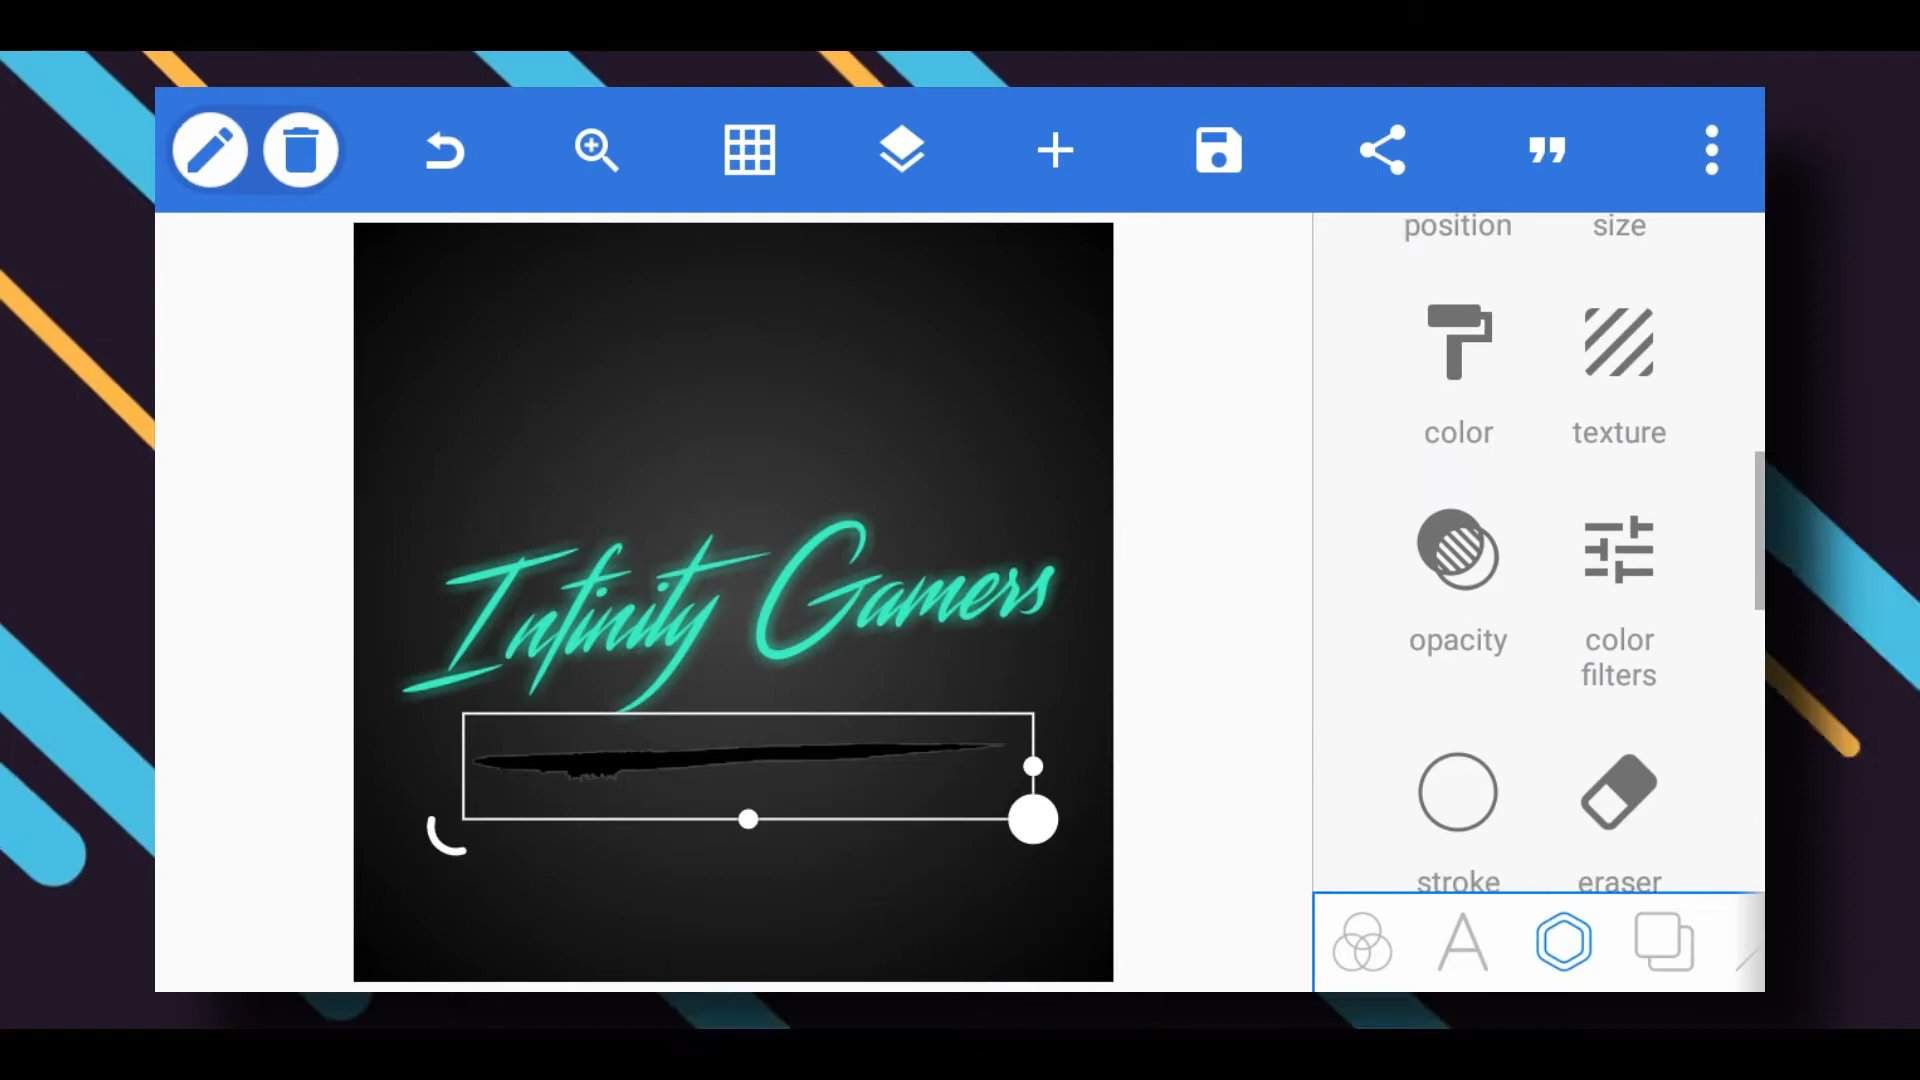 position size
color texture
Infinity Gamers
opacity color filters
stroke eraser